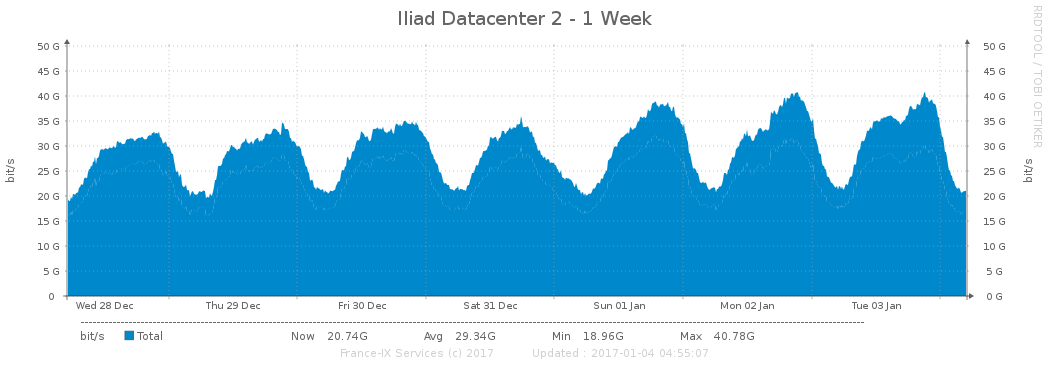 Iliad Datacenter 2 - 1 Week
RRDTOOL / TOBI OETIKER
50 G 50 G
45 G 45 G
40 G 40 G
35 G 35 G
30 G 30 G
25 G 25 G
20 G 20 G
15 G 15 G
10 G 10 G
5 G 5 G
0 0 G
bit/s bit/s
Wed 28 Dec Thu 29 Dec Fri 30 Dec Sat 31 Dec Sun 01 Jan Mon 02 Jan Tue 03 Jan
bit/s Total Now 20.74G Avg 29.34G Min 18.96G Max 40.78G
France-IX Services (c) 2017 Updated : 2017-01-04 04:55:07